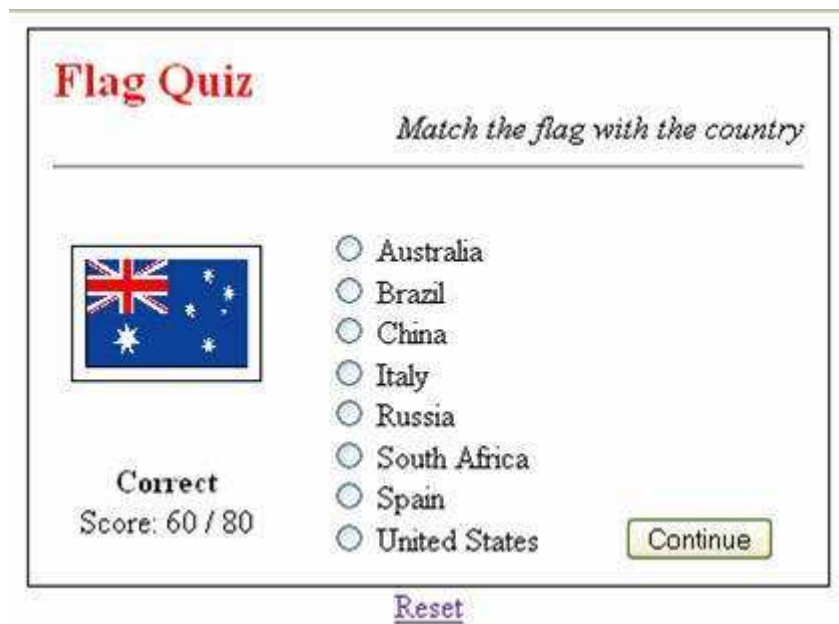 Flag Quiz
Match the flag with the country
Australia
Brazil
China
Italy
Russia
South Africa
Spain
United States
Correct
Score: 60 / 80
Continue
Reset